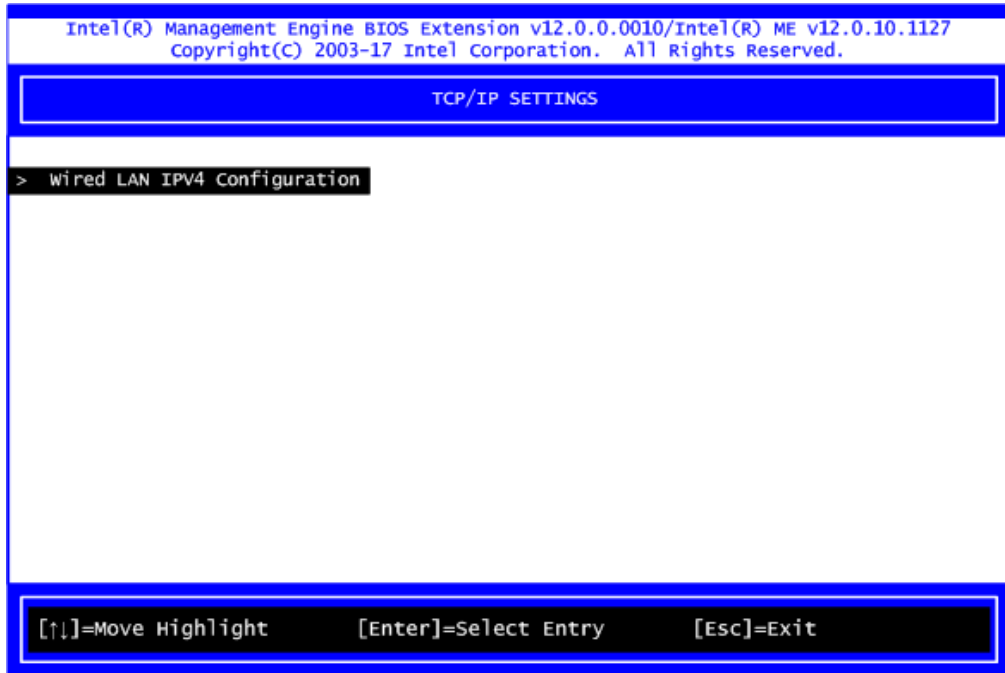 Intel(R) Management Engine BIOS Extension v12.0.0.0010/Intel(R) ME v12.0.10.1127
Copyright(C) 2003-17 Intel Corporation. All Rights Reserved.
TCP/IP SETTINGS
> Wired LAN IPV4 Configuration
[↑↓]=Move Highlight [Enter]=Select Entry [Esc]=Exit